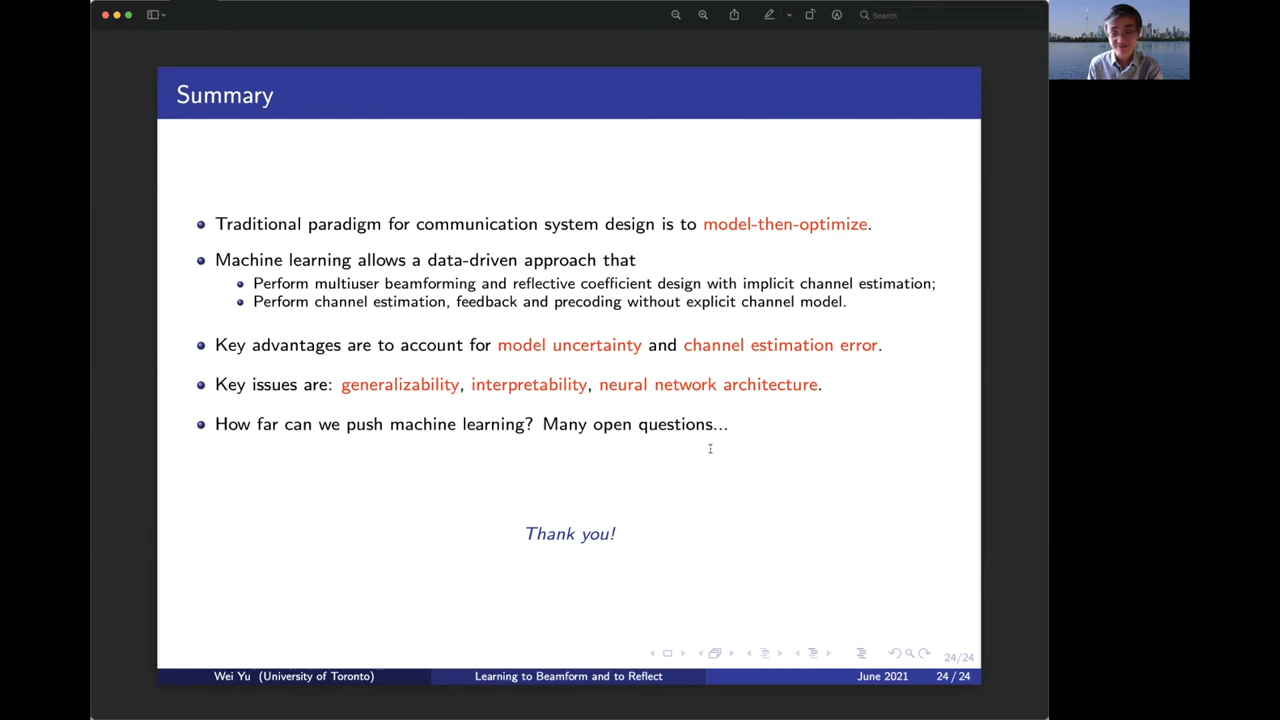 Search
Summary
Traditional paradigm for communication system design is to model-then-optimize.
Machine learning allows a data-driven approach that
Perform multiuser beamforming and reflective coefficient design with implicit channel estimation;
Perform channel estimation, feedback and precoding without explicit channel model.
Key advantages are to account for model uncertainty and channel estimation error.
Key issues are: generalizability, interpretability, neural network architecture.
How far can we push machine learning? Many open questions...
Thank you!
24/24
Wei Yu (University of Toronto) Learning to Beamform and to Reflect June 2021 24 / 24